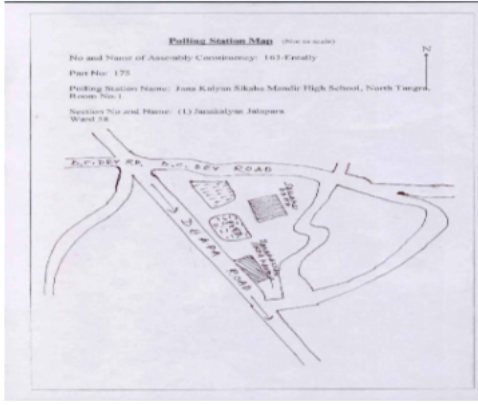 Polling Station Map (Not to scale)
N
No and Name of Assembly Constituency: 163-Entally
Part No: 175
Polling Station Name: Jana Kalyan Siksha Mandir High School, North Tangra,
Room No.1
Section No and Name: (1) Janakalyan Jalapara
Ward 58
D.C. DEY RD. D.C. DEY ROAD
ROAD